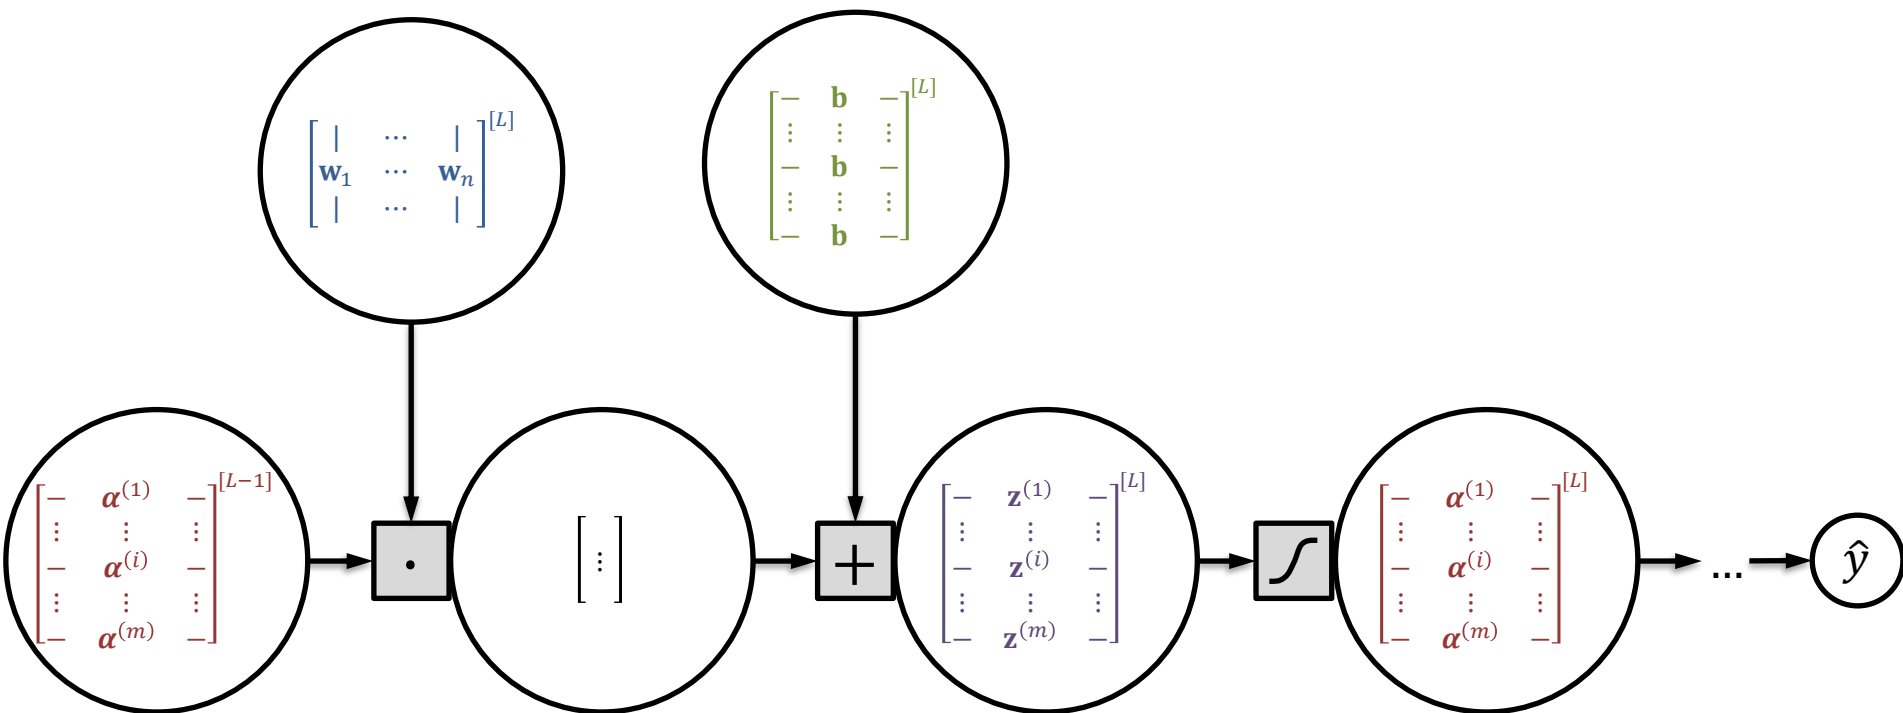 [| ⋯ |]^[L]
[w₁ ⋯ wₙ]
[| ⋯ |]
[— b —]^[L]
[⋮ ⋮ ⋮]
[— b —]
[⋮ ⋮ ⋮]
[— b —]
[— α^(1) —]^[L−1]
[⋮ ⋮ ⋮]
[— α^(i) —]
[⋮ ⋮ ⋮]
[— α^(m) —]
·
[⋮]
+
[— z^(1) —]^[L]
[⋮ ⋮ ⋮]
[— z^(i) —]
[⋮ ⋮ ⋮]
[— z^(m) —]
[— α^(1) —]^[L]
[⋮ ⋮ ⋮]
[— α^(i) —]
[⋮ ⋮ ⋮]
[— α^(m) —]
...
ŷ